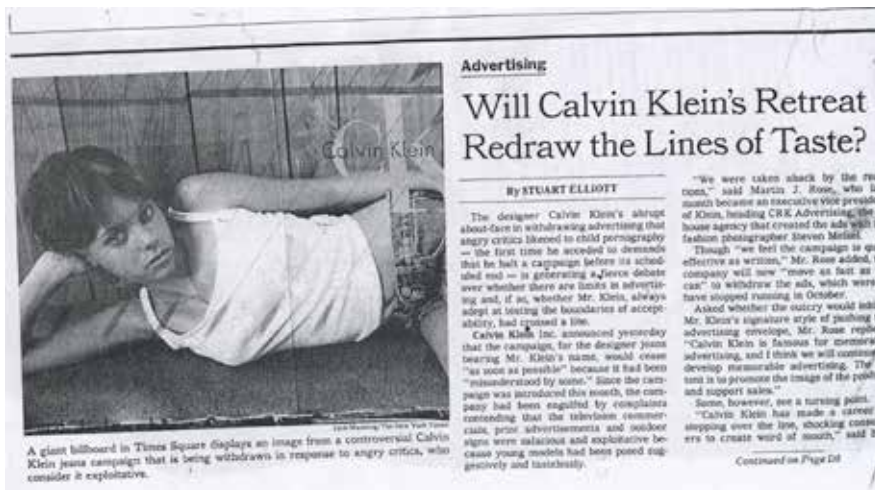 Calvin Klein
A giant billboard in Times Square displays an image from a controversial Calvin
Klein jeans campaign that is being withdrawn in response to angry critics, who
consider it exploitative.
Advertising
Will Calvin Klein's Retreat
Redraw the Lines of Taste?
By STUART ELLIOTT
The designer Calvin Klein's abrupt
about-face in withdrawing advertising that
angry critics likened to child pornography
— the first time he acceded to demands
that he halt a campaign before its sched-
uled end — is generating a fierce debate
over whether there are limits in advertis-
ing and, if so, whether Mr. Klein, always
adept at testing the boundaries of accept-
ability, had crossed a line.
Calvin Klein Inc. announced yesterday
that the campaign, for the designer jeans
bearing Mr. Klein's name, would cease
"as soon as possible" because it had been
"misunderstood by some." Since the cam-
paign was introduced this month, the com-
pany had been engulfed by complaints
contending that the television commer-
cials, print advertisements and outdoor
signs were salacious and exploitative be-
cause young models had been posed sug-
gestively and tastelessly.
"We were taken aback by the
said Martin J. Rose, who
month became an executive vice
of Klein, heading CRK Advertising, the
house agency that created the ads with
fashion photographer Steven Meisel.
Though "we feel the campaign is
effective as written," Mr. Rose added,
company will now "move as fast as
can" to withdraw the ads, which were
have stopped running in October.
Asked whether the outcry would
Mr. Klein's signature style of pushing
advertising envelope, Mr. Rose
"Calvin Klein is famous for
advertising, and I think we will continue
develop memorable advertising. The
is to promote the image of the
and support sales."
Some, however, see a turning point.
"Calvin Klein has made a career
stepping over the line, shocking
ers to create word of mouth," said
Continued on Page D8